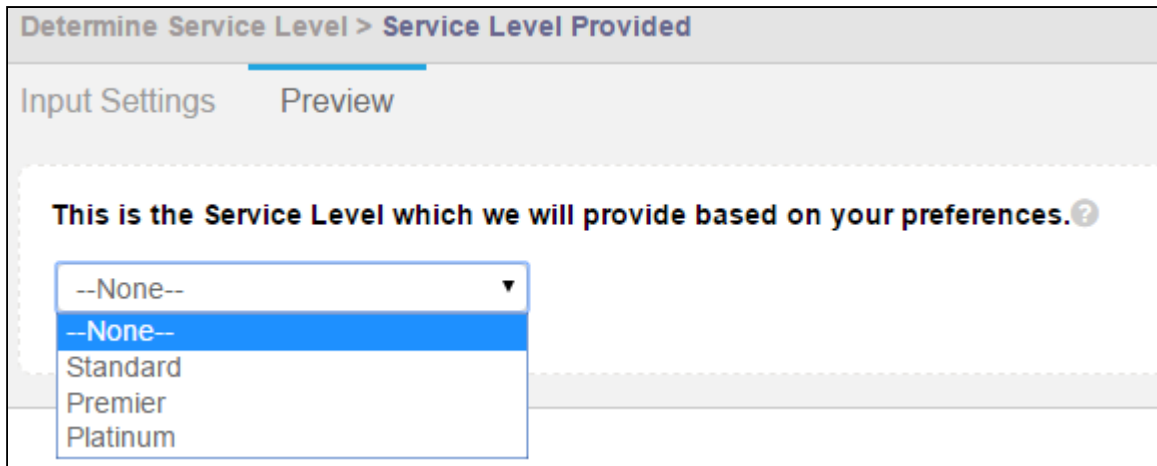 Determine Service Level > Service Level Provided
Input Settings Preview
This is the Service Level which we will provide based on your preferences.?
--None--
--None--
Standard
Premier
Platinum